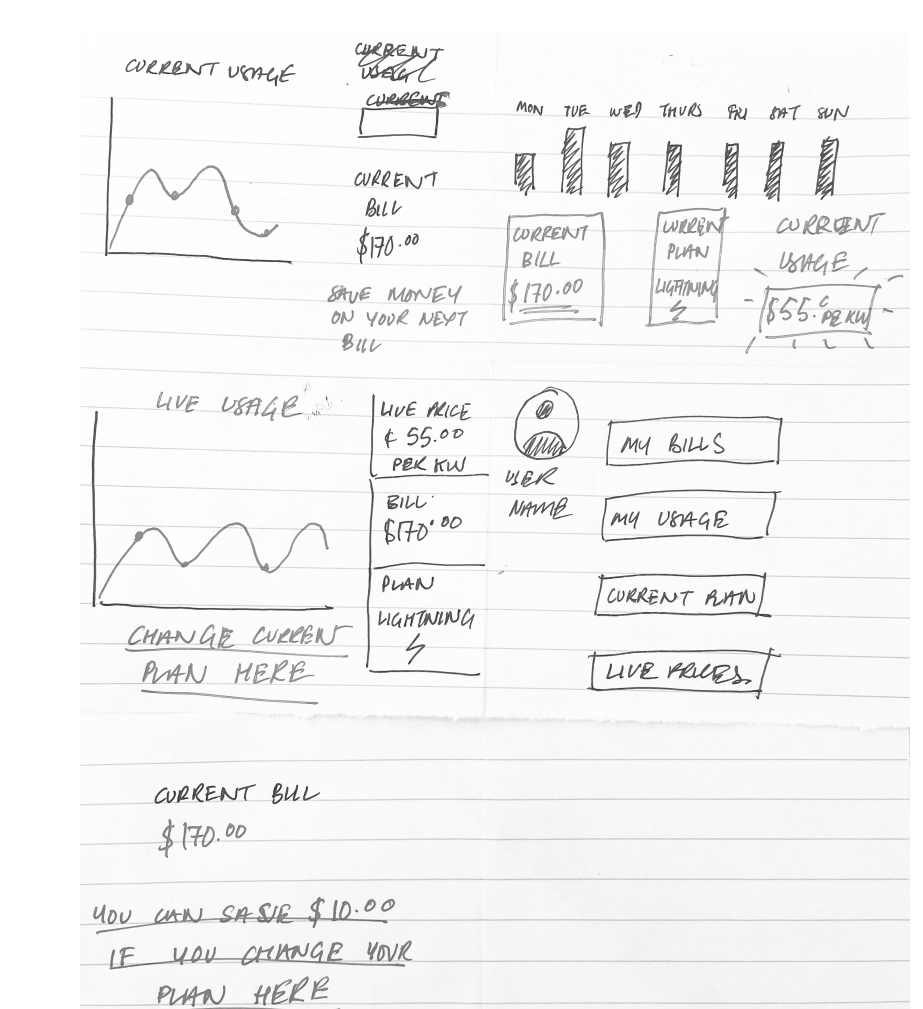 CURRENT USAGE
CURRENT
USAGE
CURRENT
CURRENT
BILL
$170.00
SAVE MONEY
ON YOUR NEXT
BILL
MON TUE WED THURS FRI SAT SUN
CURRENT
BILL
$170.00
CURRENT
PLAN
LIGHTNING
CURRENT
USAGE
$55.c PER KW
LIVE USAGE
CHANGE CURRENT
PLAN HERE
LIVE PRICE
¢ 55.00
PER KW
BILL
$170.00
PLAN
LIGHTNING
USER
NAME
MY BILLS
MY USAGE
CURRENT PLAN
LIVE PRICES
CURRENT BILL
$170.00
YOU CAN SAVE $10.00
IF YOU CHANGE YOUR
PLAN HERE